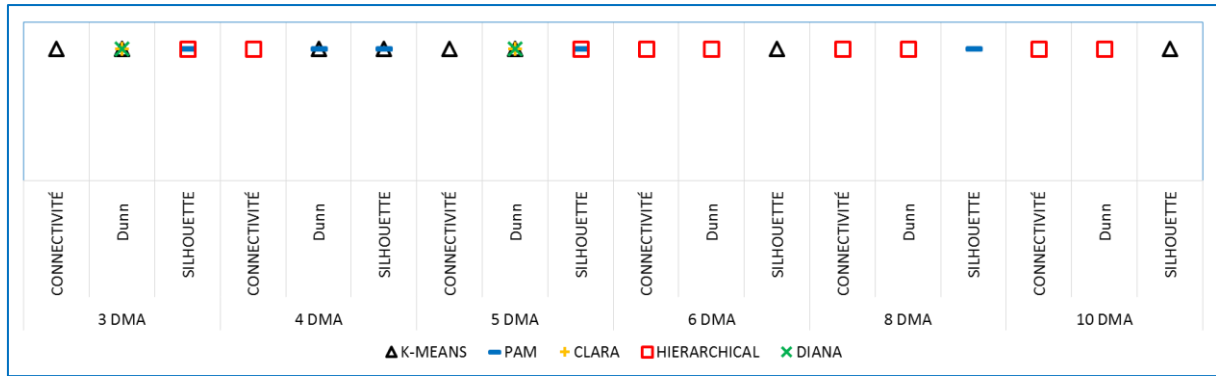 CONNECTIVITÉ
Dunn
SILHOUETTE
CONNECTIVITÉ
Dunn
SILHOUETTE
CONNECTIVITÉ
Dunn
SILHOUETTE
CONNECTIVITÉ
Dunn
SILHOUETTE
CONNECTIVITÉ
Dunn
SILHOUETTE
CONNECTIVITÉ
Dunn
SILHOUETTE
3 DMA 4 DMA 5 DMA 6 DMA 8 DMA 10 DMA
K-MEANS PAM CLARA HIERARCHICAL DIANA